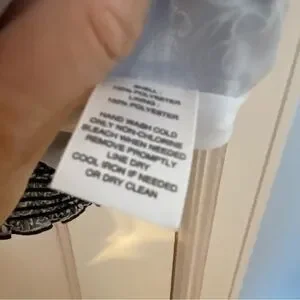 SHELL :
100% POLYESTER
LINING :
100% POLYESTER
HAND WASH COLD
ONLY NON-CHLORINE
BLEACH WHEN NEEDED
REMOVE PROMPTLY
LINE DRY
COOL IRON IF NEEDED
OR DRY CLEAN